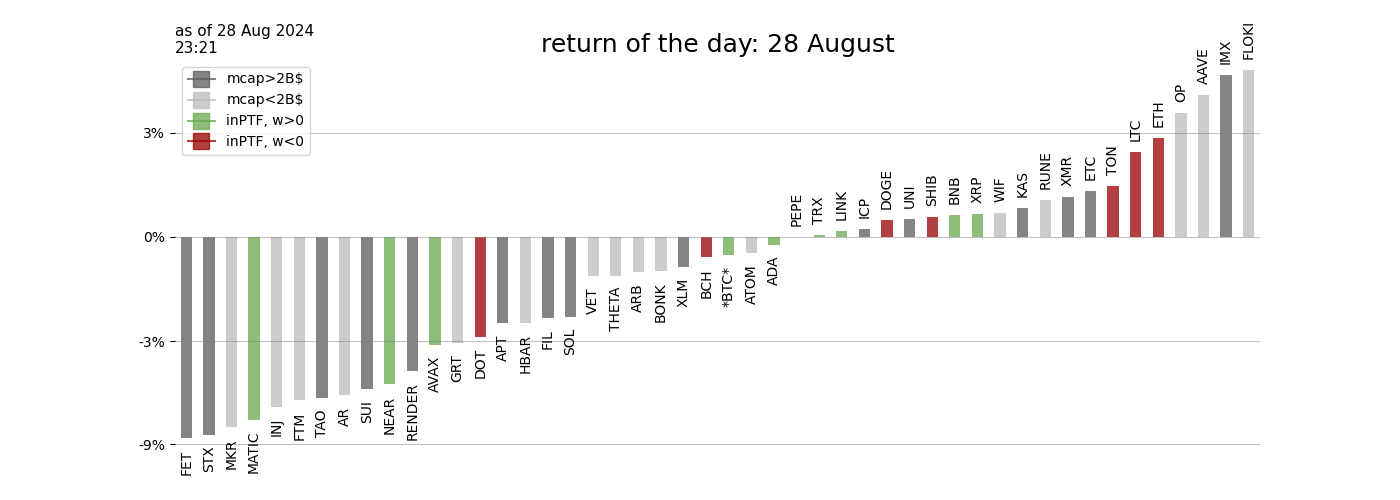 as of 28 Aug 2024
23:21
return of the day: 28 August
mcap>2B$
mcap<2B$
inPTF, w>0
inPTF, w<0
3%
0%
-3%
-9%
FET
STX
MKR
MATIC
INJ
FTM
TAO
AR
SUI
NEAR
RENDER
AVAX
GRT
DOT
APT
HBAR
FIL
SOL
VET
THETA
ARB
BONK
XLM
BCH
*BTC*
ATOM
ADA
PEPE
TRX
LINK
ICP
DOGE
UNI
SHIB
BNB
XRP
WIF
KAS
RUNE
XMR
ETC
TON
LTC
ETH
OP
AAVE
IMX
FLOKI